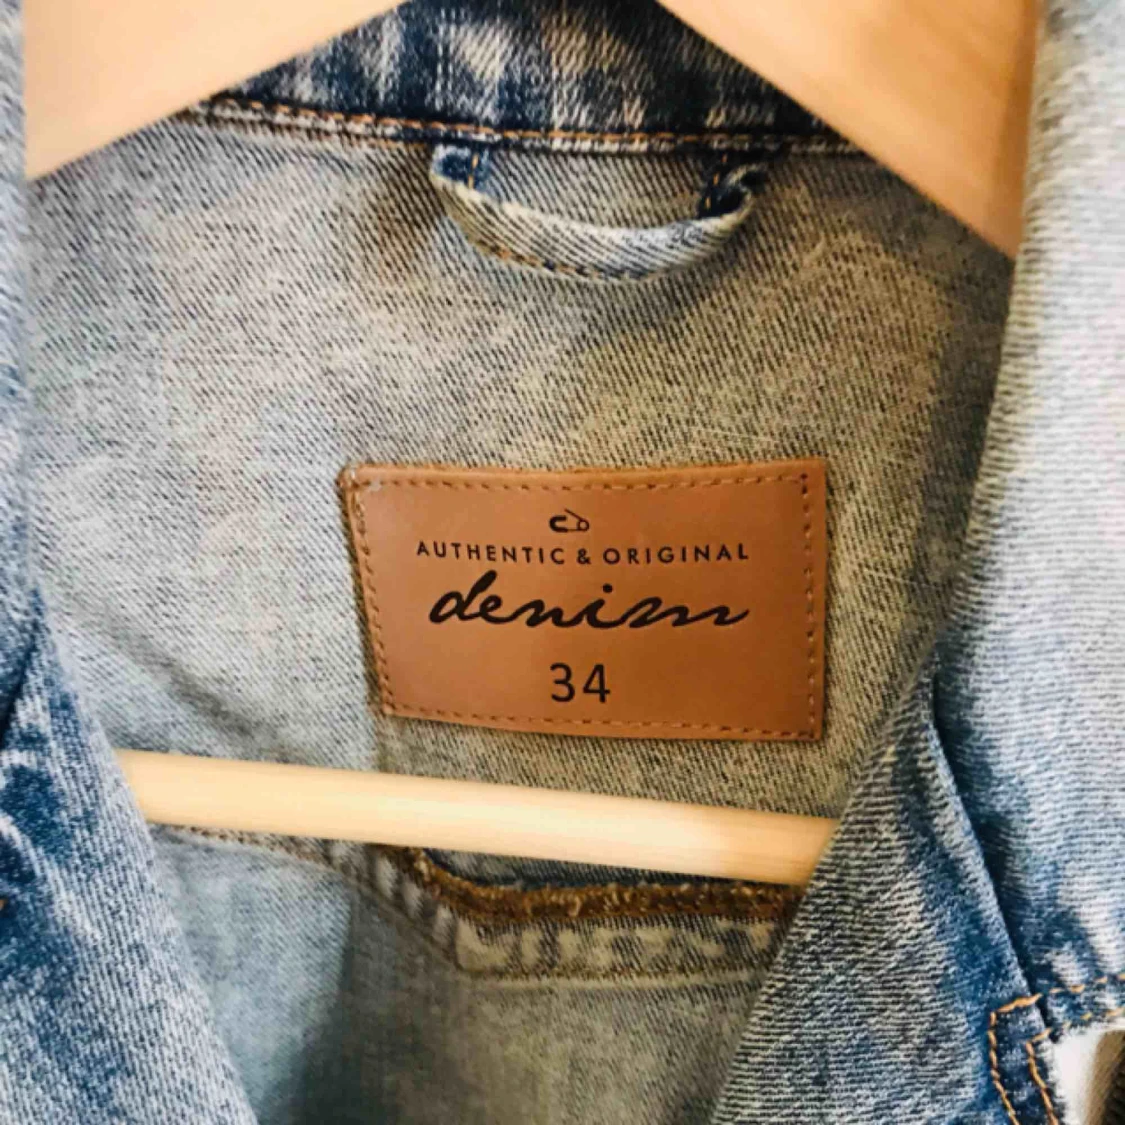 AUTHENTIC & ORIGINAL
denim
34